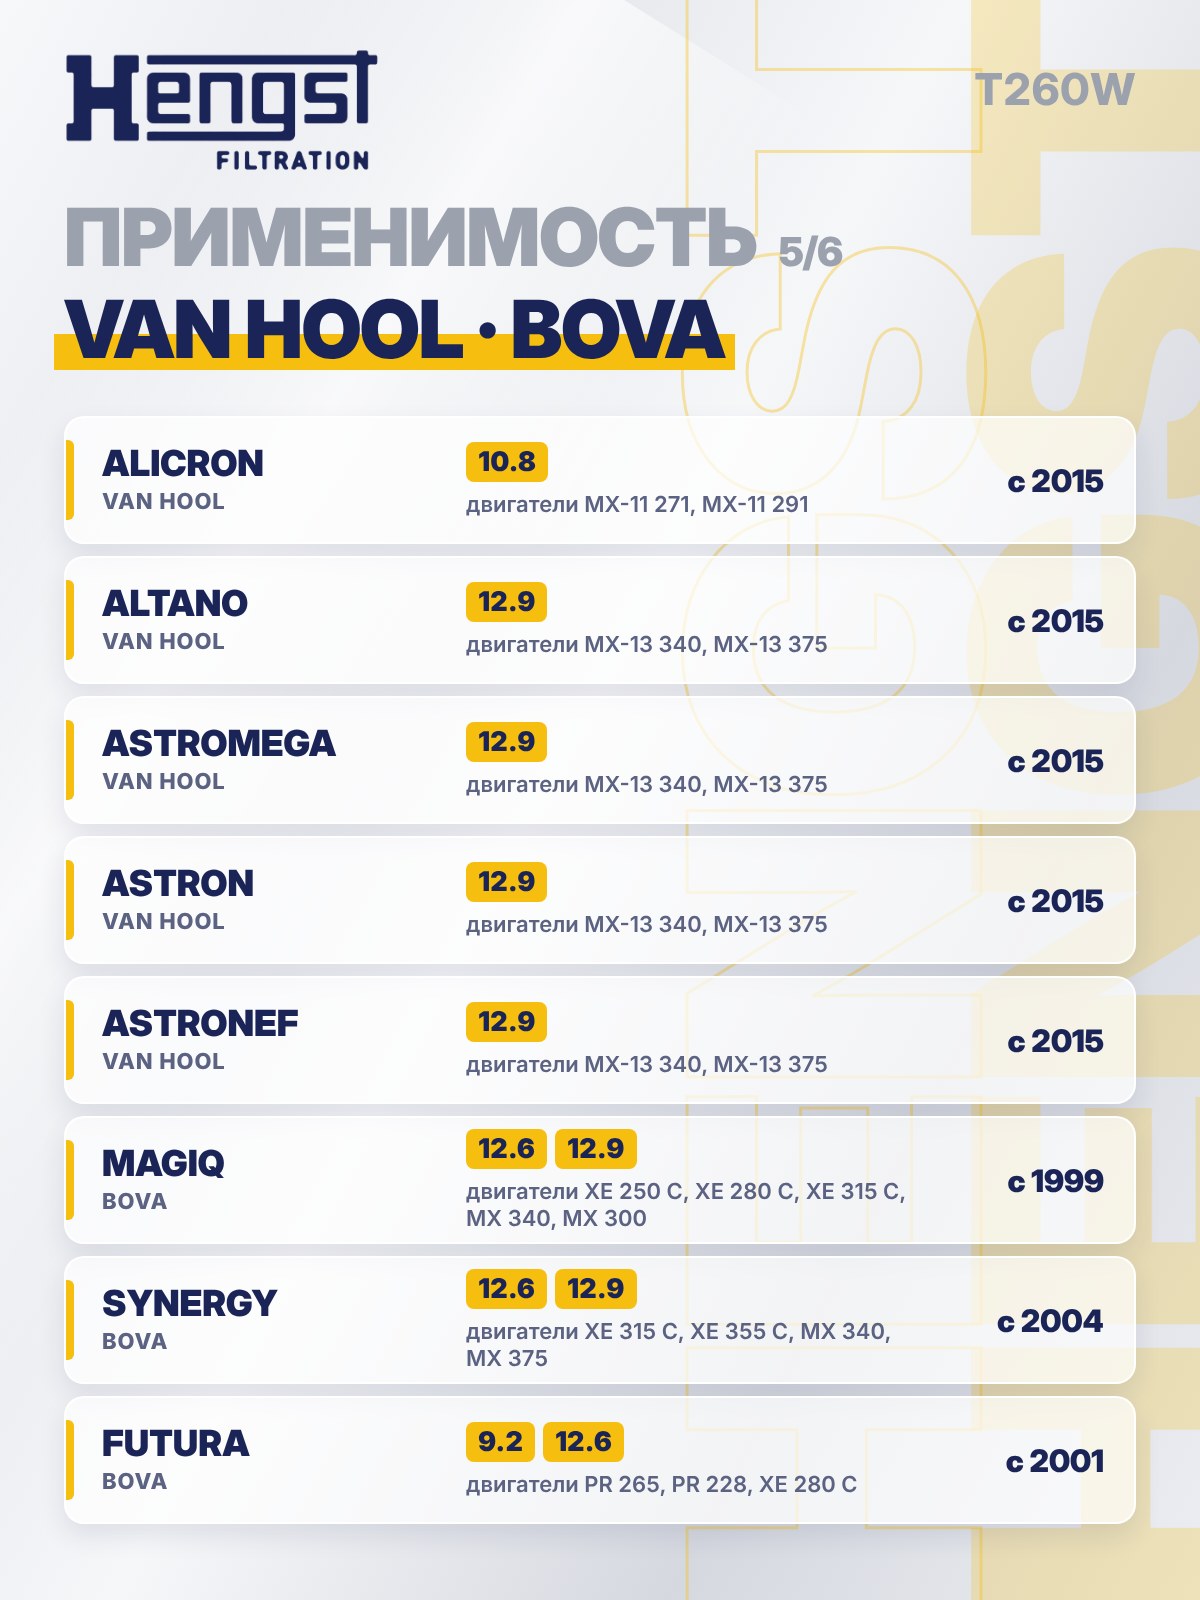 Hengst
FILTRATION
T260W
ПРИМЕНИМОСТЬ 5/6
VAN HOOL · BOVA
ALICRON
VAN HOOL
10.8
двигатели MX-11 271, MX-11 291
с 2015
ALTANO
VAN HOOL
12.9
двигатели MX-13 340, MX-13 375
с 2015
ASTROMEGA
VAN HOOL
12.9
двигатели MX-13 340, MX-13 375
с 2015
ASTRON
VAN HOOL
12.9
двигатели MX-13 340, MX-13 375
с 2015
ASTRONEF
VAN HOOL
12.9
двигатели MX-13 340, MX-13 375
с 2015
MAGIQ
BOVA
12.6 12.9
двигатели XE 250 C, XE 280 C, XE 315 C,
MX 340, MX 300
с 1999
SYNERGY
BOVA
12.6 12.9
двигатели XE 315 C, XE 355 C, MX 340,
MX 375
с 2004
FUTURA
BOVA
9.2 12.6
двигатели PR 265, PR 228, XE 280 C
с 2001
HENGST
HENGST